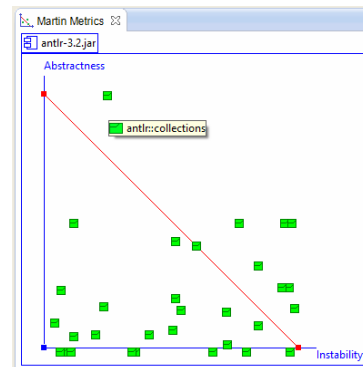 Martin Metrics
antlr-3.2.jar
Abstractness
antlr::collections
Instability